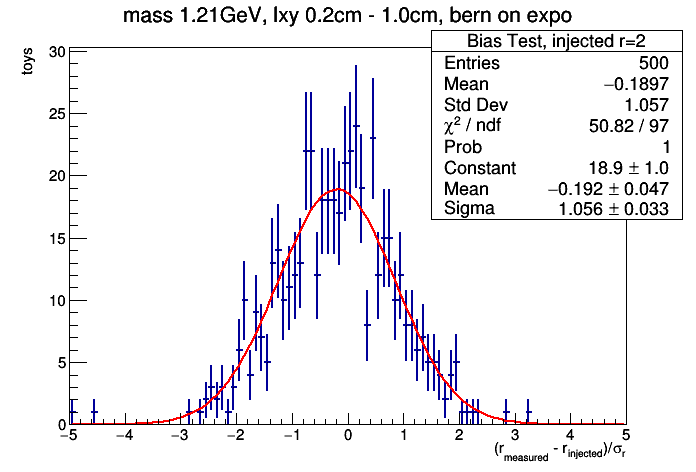 mass 1.21GeV, lxy 0.2cm - 1.0cm, bern on expo
Bias Test, injected r=2
Entries 500
Mean −0.1897
Std Dev 1.057
χ² / ndf 50.82 / 97
Prob 1
Constant 18.9 ± 1.0
Mean −0.192 ± 0.047
Sigma 1.056 ± 0.033
toys
30
25
20
15
10
5
0
−5 −4 −3 −2 −1 0 1 2 3 4 5
(r_measured - r_injected)/σ_r